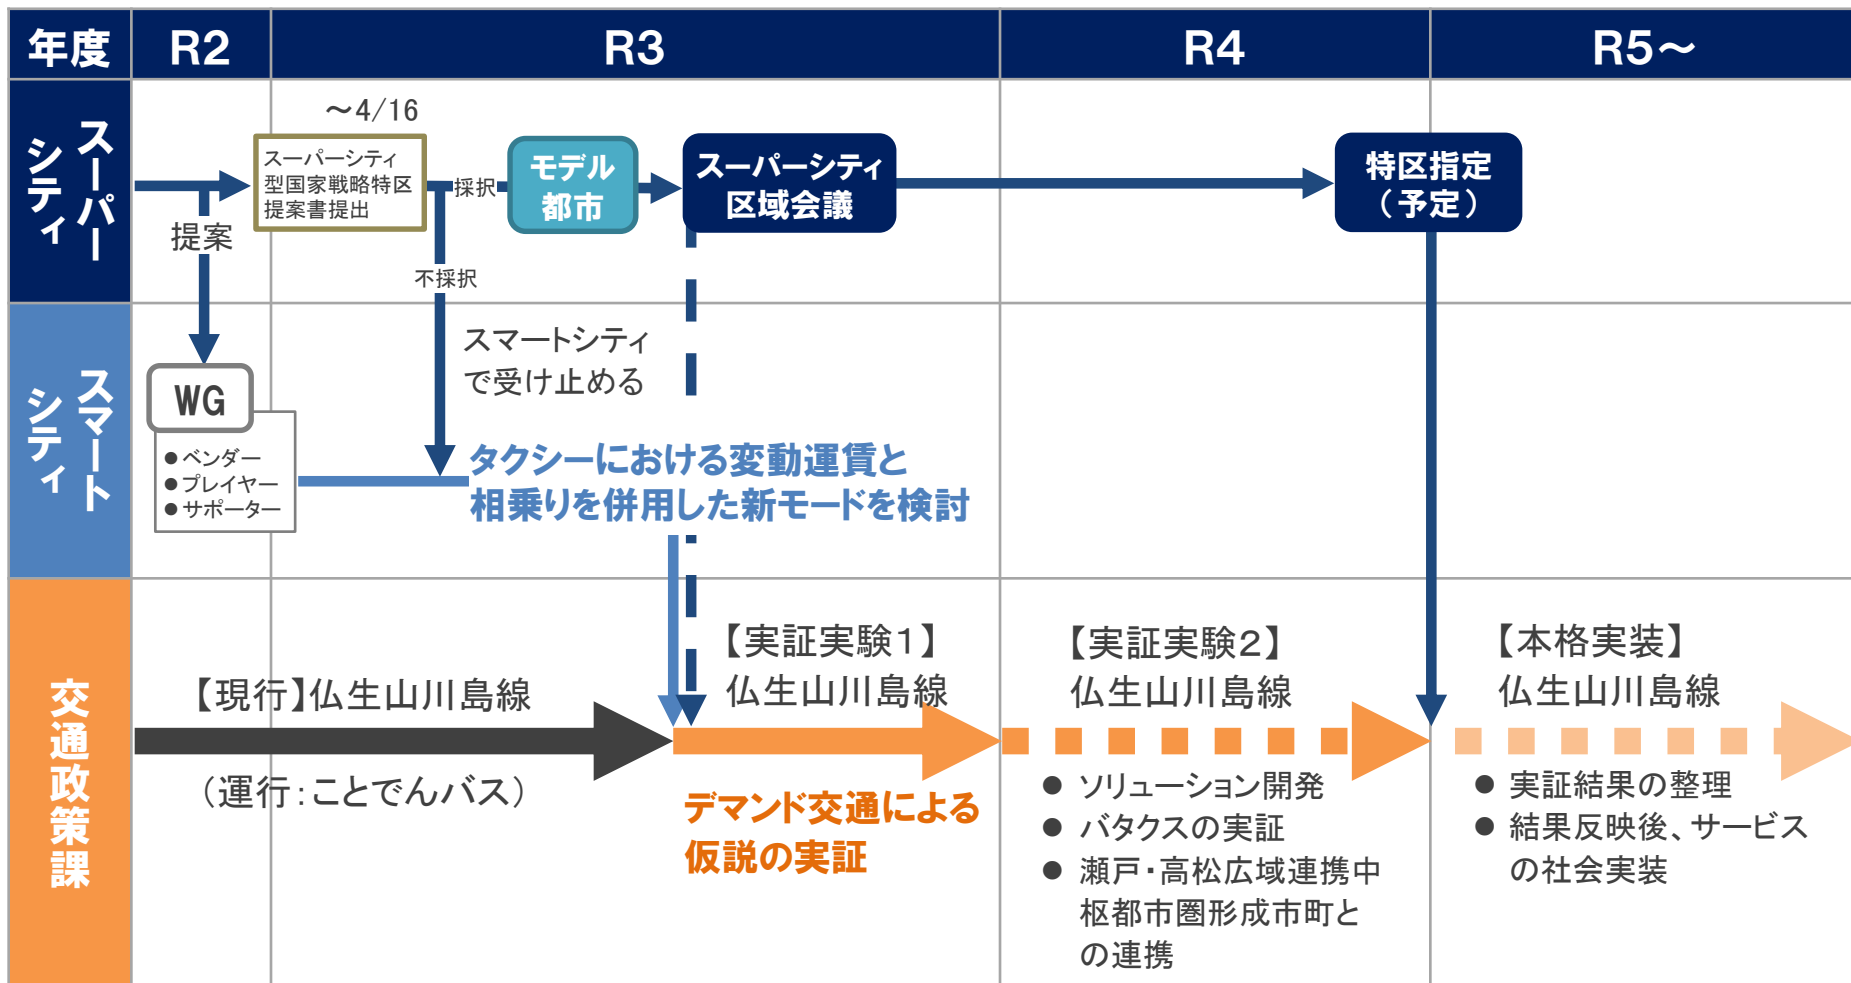 年度
R2
R3
R4
R5～
スーパー
シティ
～4/16
スーパーシティ
型国家戦略特区
提案書提出
採択
モデル
都市
スーパーシティ
区域会議
特区指定
（予定）
提案
不採択
スマート
シティ
スマートシティ
で受け止める
WG
●ベンダー
●プレイヤー
●サポーター
タクシーにおける変動運賃と
相乗りを併用した新モードを検討
交通政策課
【現行】仏生山川島線
（運行：ことでんバス）
【実証実験１】
仏生山川島線
デマンド交通による
仮説の実証
【実証実験２】
仏生山川島線
● ソリューション開発
● バタクスの実証
● 瀬戸・高松広域連携中
枢都市圏形成市町と
の連携
【本格実装】
仏生山川島線
● 実証結果の整理
● 結果反映後、サービス
の社会実装